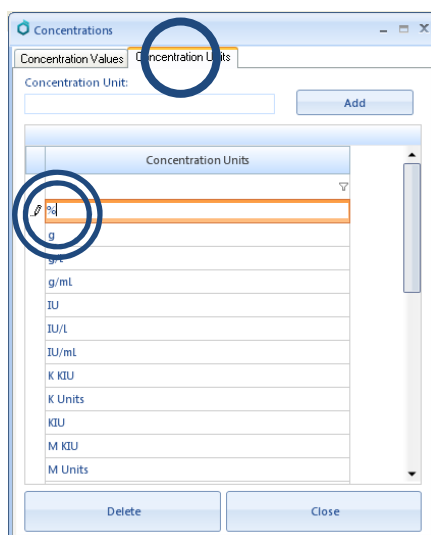 Concentrations
Concentration Values Concentration Units
Concentration Unit:
Add
Concentration Units
%
g
g/L
g/mL
IU
IU/L
IU/mL
K KIU
K Units
KIU
M KIU
M Units
Delete Close